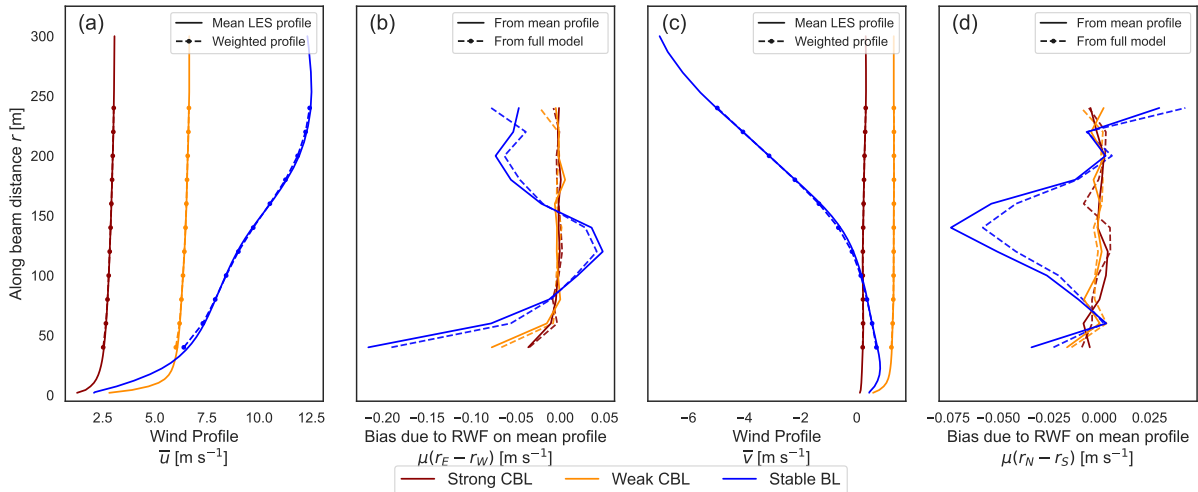 (a)
Mean LES profile
Weighted profile
(b)
From mean profile
From full model
(c)
Mean LES profile
Weighted profile
(d)
From mean profile
From full model
Along beam distance r [m]
300
250
200
150
100
50
0
2.5 5.0 7.5 10.0 12.5
Wind Profile
u̅ [m s⁻¹]
−0.20 −0.15 −0.10 −0.05 0.00 0.05
Bias due to RWF on mean profile
μ(r_E − r_W) [m s⁻¹]
−6 −4 −2 0
Wind Profile
v̅ [m s⁻¹]
−0.075 −0.050 −0.025 0.000 0.025
Bias due to RWF on mean profile
μ(r_N − r_S) [m s⁻¹]
Strong CBL Weak CBL Stable BL